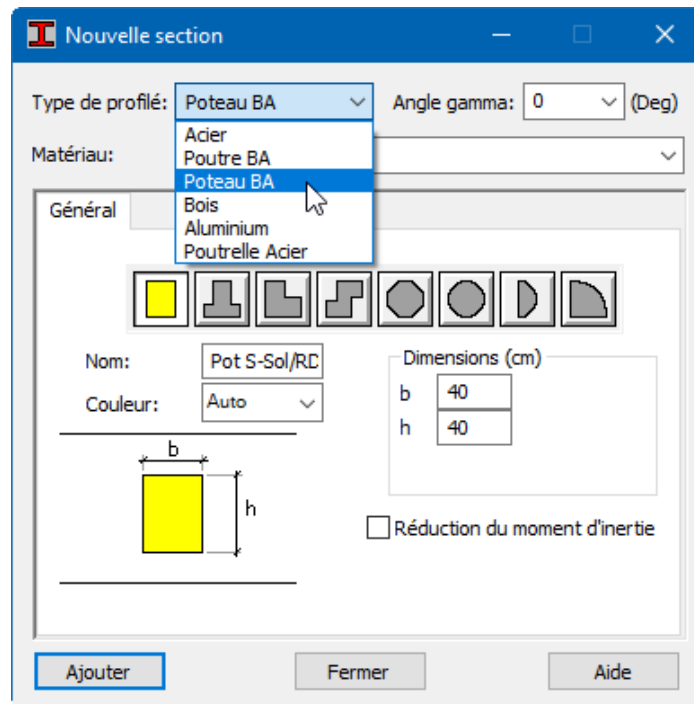 Nouvelle section
Type de profilé: Poteau BA Angle gamma: 0 (Deg)
Acier
Matériau: Poutre BA
Poteau BA
Général Bois
Aluminium
Poutrelle Acier
Nom: Pot S-Sol/RD Dimensions (cm)
b 40
Couleur: Auto
h 40
b
h
Réduction du moment d'inertie
Ajouter Fermer Aide